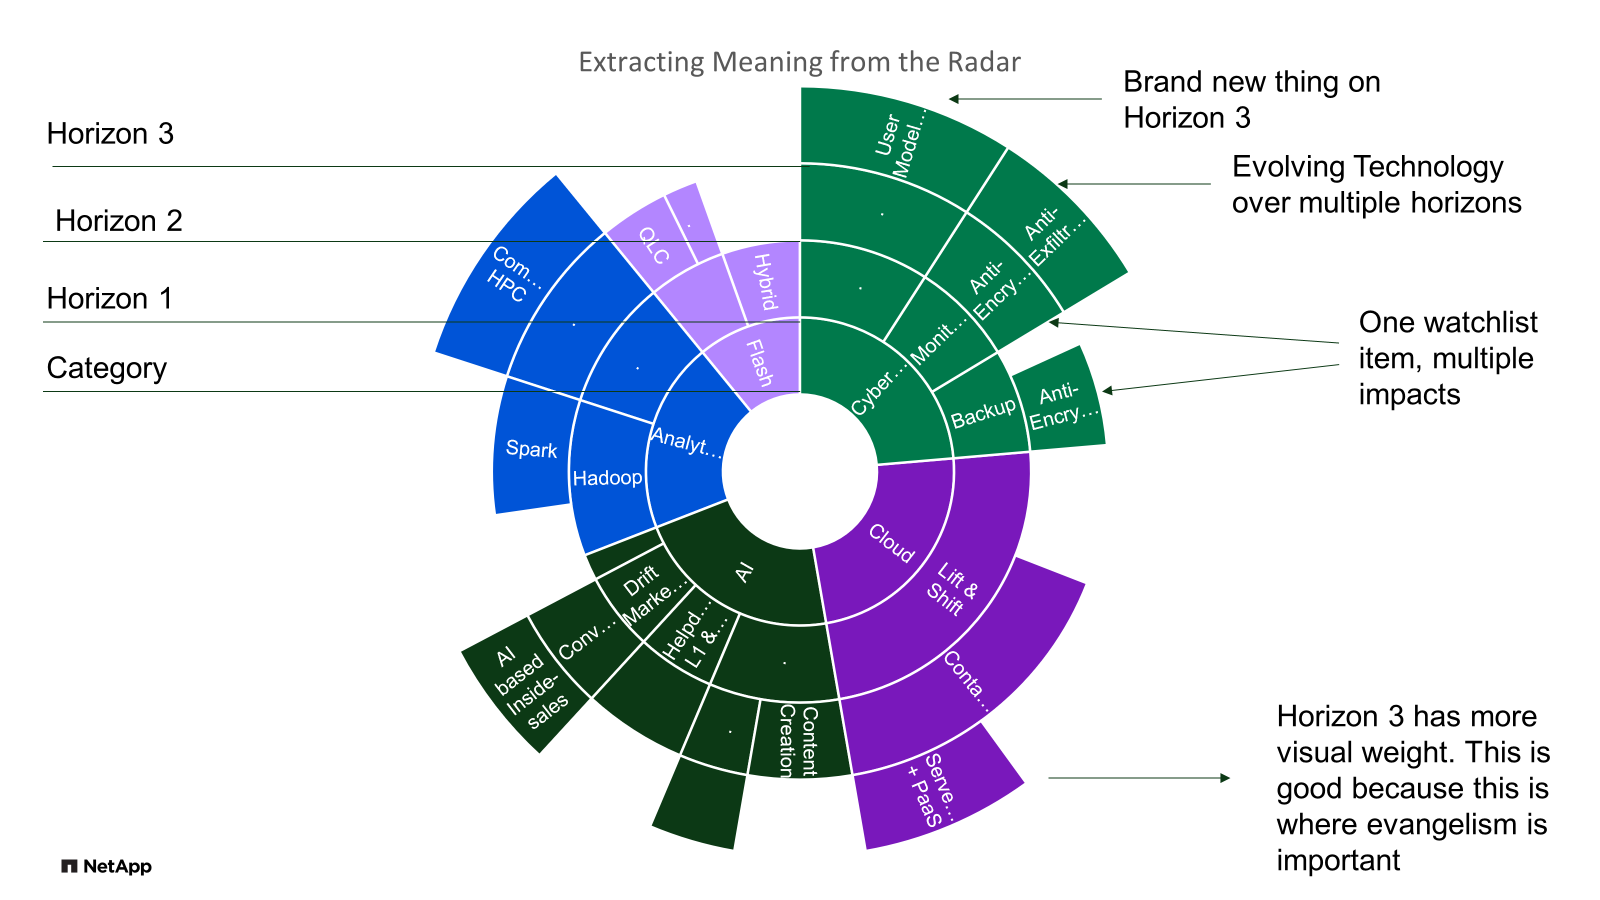 Extracting Meaning from the Radar
Brand new thing on
Horizon 3
Horizon 3
Evolving Technology
over multiple horizons
Horizon 2
Horizon 1
Category
One watchlist
item, multiple
impacts
Horizon 3 has more
visual weight. This is
good because this is
where evangelism is
important
User
Model…
.
.
Anti-
Exfiltr…
Anti-
Encry…
Monit…
Cyber…
Backup
Anti-
Encry…
Cloud
Lift &
Shift
Conta…
Serve…
+ PaaS
AI
.
Content
Creation
.
Helpd…
L1 &…
Drift
Marke…
Conv…
AI
based
Inside-
sales
Analyt…
Hadoop
Spark
.
.
Com…
HPC
Flash
Hybrid
QLC
.
NetApp